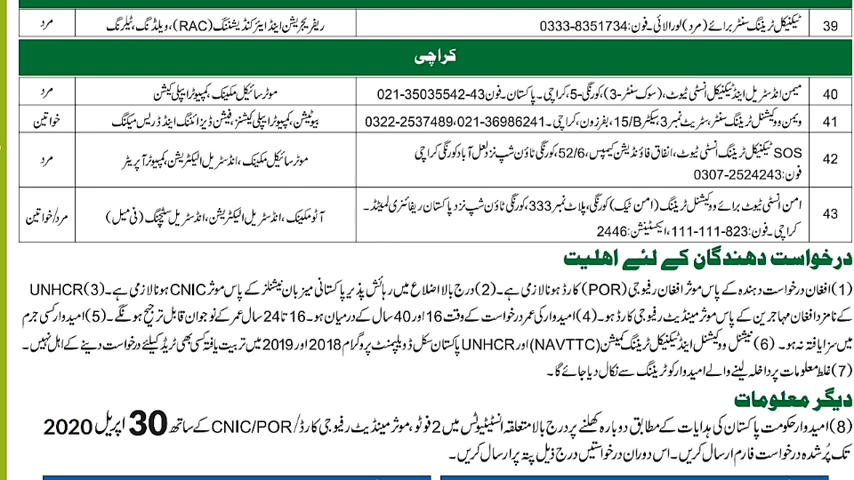 39 ٹیکنیکل ٹریننگ سنٹر برائے (مرد) لورالائی۔ فون: 0333-8351734 ریفریجریشن اینڈ ایئر کنڈیشننگ (RAC)، ویلڈنگ، ٹیلرنگ مرد
کراچی
40 میمن انڈسٹریل اینڈ ٹیکنیکل انسٹی ٹیوٹ، (سوک سنٹر-3)، کورنگی-5، کراچی۔ پاکستان۔ فون 43-35035542-021 موٹر سائیکل مکینک، کمپیوٹر ایپلی کیشن مرد
41 ویمن ووکیشنل ٹریننگ سنٹر، سٹریٹ نمبر 3 سیکٹر 15/B، بفرزون، کراچی۔ 021-36986241، 0322-2537489 بیوٹیشن، کمپیوٹر ایپلی کیشنز، فیشن ڈیزائننگ اینڈ ڈریس میکنگ خواتین
42 SOS ٹیکنیکل ٹریننگ انسٹی ٹیوٹ، انفاق فاؤنڈیشن کیمپس، 52/6، کورنگی ٹاؤن شپ نزد لعل آباد کورنگی کراچی
فون: 0307-2524243 موٹر سائیکل مکینک، انڈسٹریل الیکٹریشن، کمپیوٹر آپریٹر مرد
43 امن انسٹی ٹیوٹ برائے ووکیشنل ٹریننگ (امن ٹیک) کورنگی، پلاٹ نمبر 333، کورنگی ٹاؤن شپ نزد پاکستان ریفائنری لمیٹڈ۔
کراچی۔ فون: 823-111-111، ایکسٹینشن: 2446 آٹو مکینک، انڈسٹریل الیکٹریشن، انڈسٹریل سٹچنگ (فی میل) مرد/خواتین
درخواست دھندگان کے لئے اھلیت
(1) افغان درخواست دہندہ کے پاس موثر افغان رفیوجی (POR) کارڈ ہونا لازمی ہے۔ (2) درج بالا اضلاع میں رہائش پذیر پاکستانی میزبان نیشنلز کے پاس موثر CNIC ہونا لازمی ہے۔ (3) UNHCR
کے نامزد افغان مہاجرین کے پاس موثر مینڈیٹ رفیوجی کارڈ ہو۔ (4) امیدوار کی عمر درخواست کے وقت 16 اور 40 سال کے درمیان ہو۔ 16 تا 24 سال عمر کے نوجوان قابل ترجیح ہونگے۔ (5) امیدوار کسی جرم
میں سزا یافتہ نہ ہو۔ (6) نیشنل ووکیشنل اینڈ ٹیکنیکل ٹریننگ کمیشن (NAVTTC) اور UNHCR پاکستان سکل ڈویلپمنٹ پروگرام 2018 اور 2019 میں تربیت یافتہ کسی بھی ٹریڈ کیلئے درخواست دینے کے اہل نہیں۔
(7) غلط معلومات پر داخلہ لینے والے امیدوار کو ٹریننگ سے نکال دیا جائے گا۔
دیگر معلومات
(8) امیدوار حکومت پاکستان کی ہدایات کے مطابق دوبارہ کھلنے پر درج بالا متعلقہ انسٹیٹیوٹس میں 2 فوٹو، موثر مینڈیٹ رفیوجی کارڈ/CNIC/POR کے ساتھ 30 اپریل 2020
تک پُر شدہ درخواست فارم ارسال کریں۔ اس دوران درخواستیں درج ذیل پتہ پر ارسال کریں۔